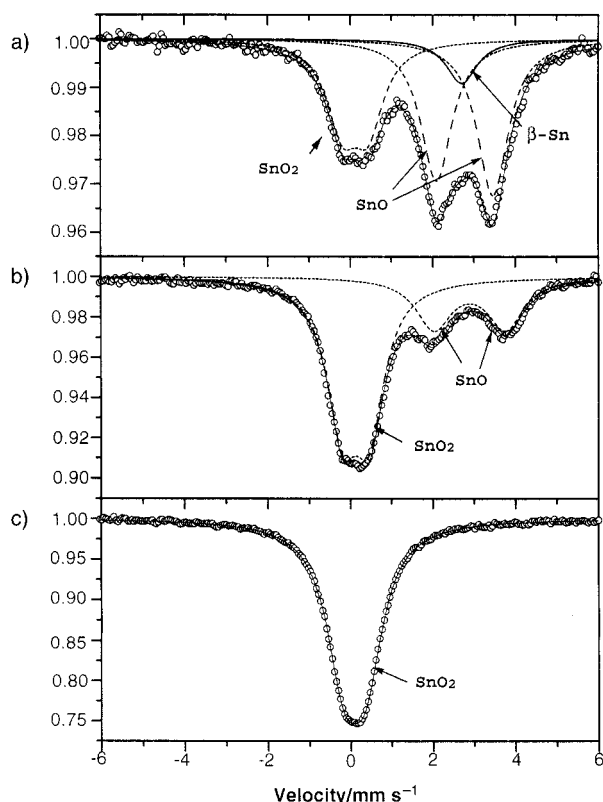 a)
1.00
0.99
0.98
0.97
0.96
SnO₂
SnO
β-Sn
b)
1.00
0.98
0.96
0.94
0.92
0.90
SnO
SnO₂
c)
1.00
0.95
0.90
0.85
0.80
0.75
SnO₂
-6 -4 -2 0 2 4 6
Velocity/mm s⁻¹